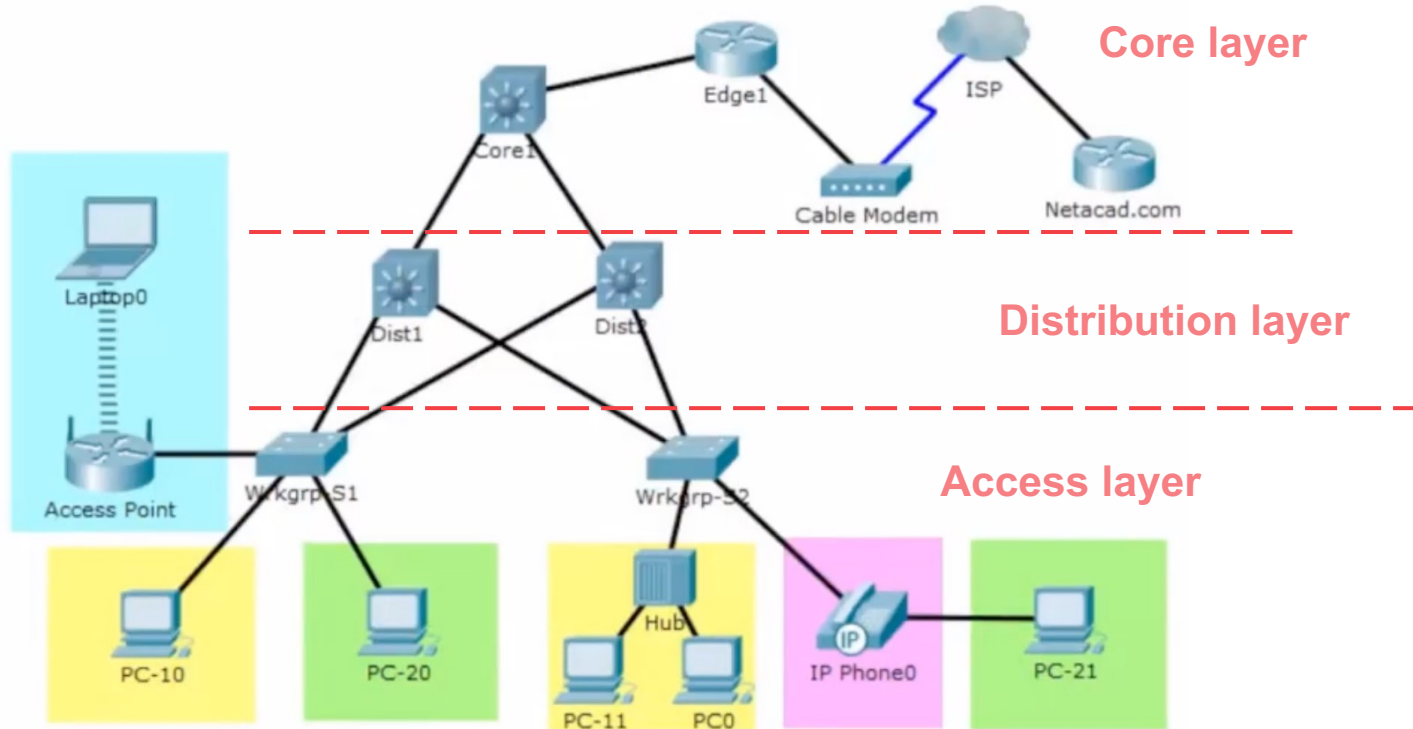 Core layer
Edge1
ISP
Core1
Cable Modem
Netacad.com
Laptop0
Dist1
Dist2
Distribution layer
Access Point
Wrkgrp-S1
Wrkgrp-S2
Access layer
PC-10
PC-20
Hub
PC-11
PC0
IP
IP Phone0
PC-21